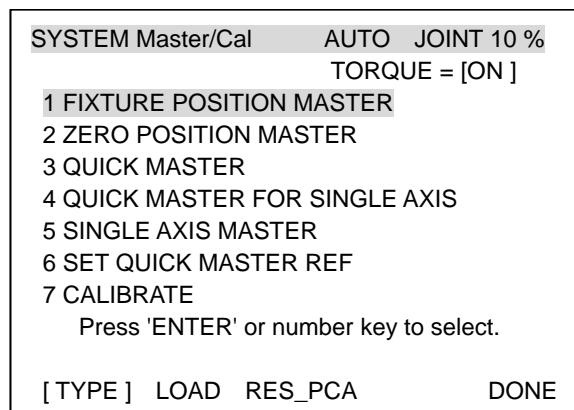 SYSTEM Master/Cal AUTO JOINT 10 %
TORQUE = [ON ]
1 FIXTURE POSITION MASTER
2 ZERO POSITION MASTER
3 QUICK MASTER
4 QUICK MASTER FOR SINGLE AXIS
5 SINGLE AXIS MASTER
6 SET QUICK MASTER REF
7 CALIBRATE
Press 'ENTER' or number key to select.
[ TYPE ] LOAD RES_PCA DONE